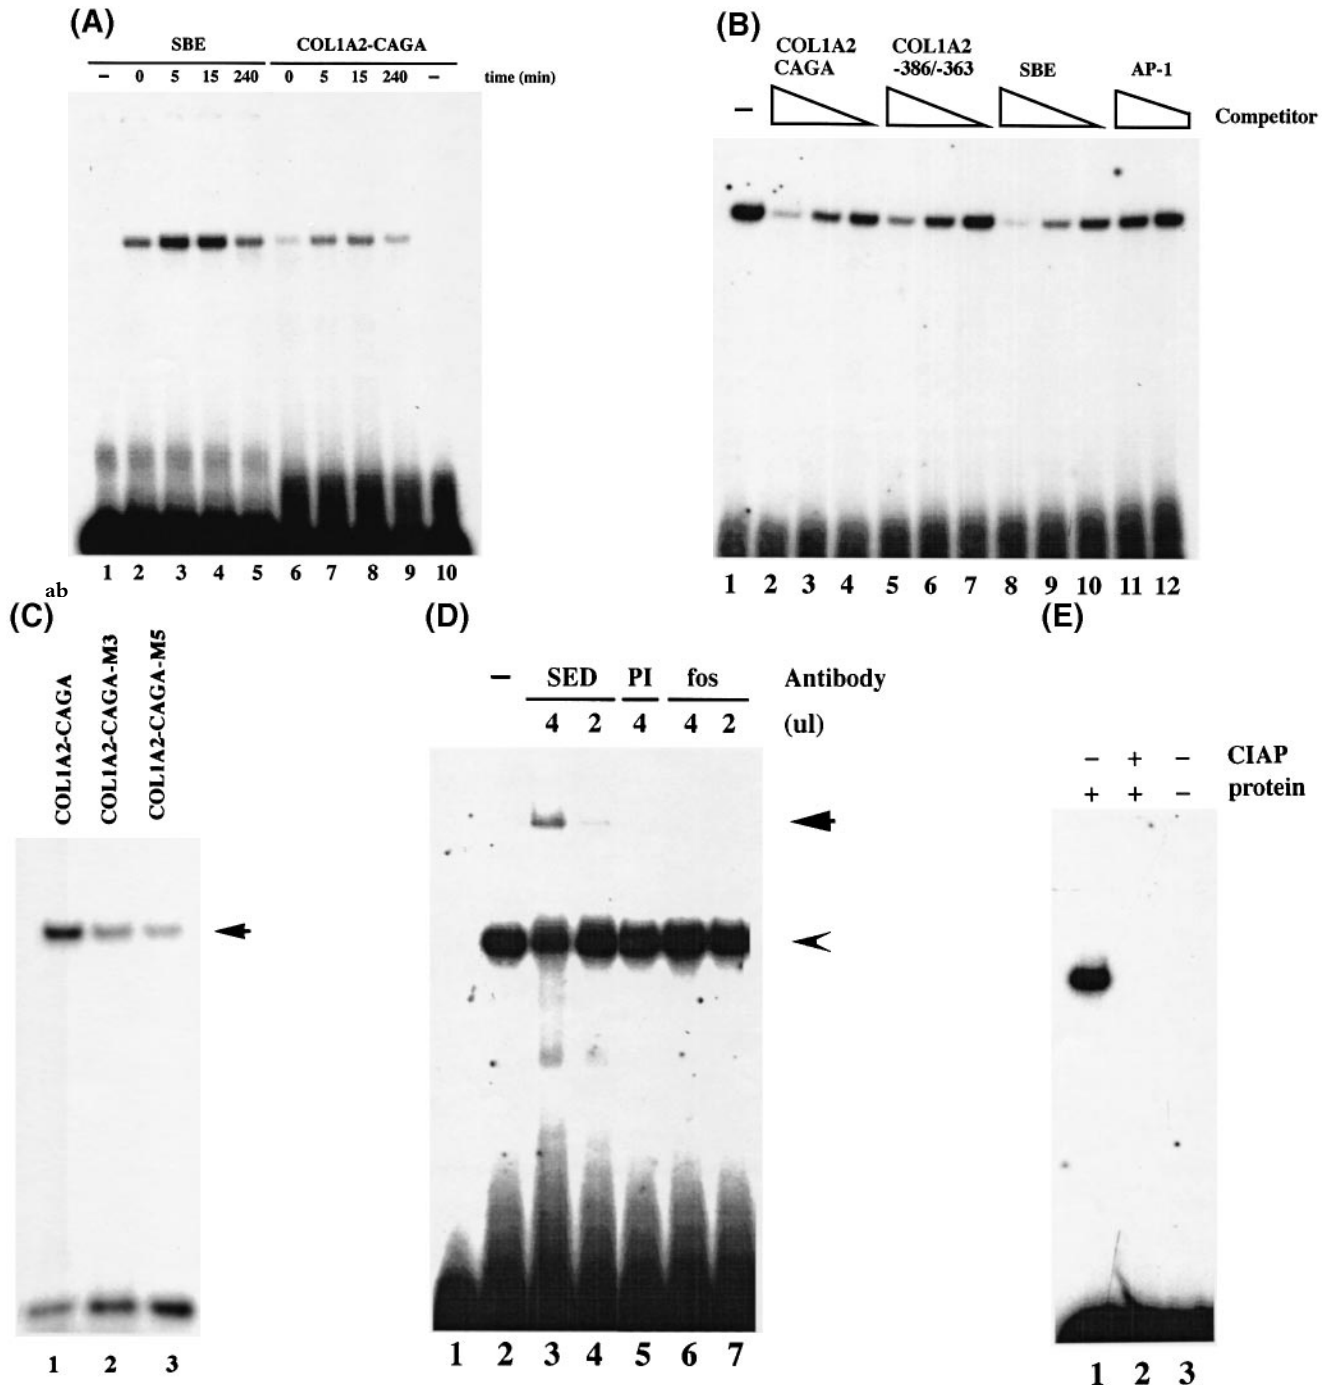 (A)
SBE COL1A2-CAGA
– 0 5 15 240 0 5 15 240 – time (min)
1 2 3 4 5 6 7 8 9 10
(B)
COL1A2 CAGA COL1A2 -386/-363 SBE AP-1
– Competitor
1 2 3 4 5 6 7 8 9 10 11 12
ab
(C)
COL1A2-CAGA
COL1A2-CAGA-M3
COL1A2-CAGA-M5
1 2 3
(D)
– SED PI fos Antibody
4 2 4 4 2 (ul)
1 2 3 4 5 6 7
(E)
– + – CIAP
+ + – protein
1 2 3